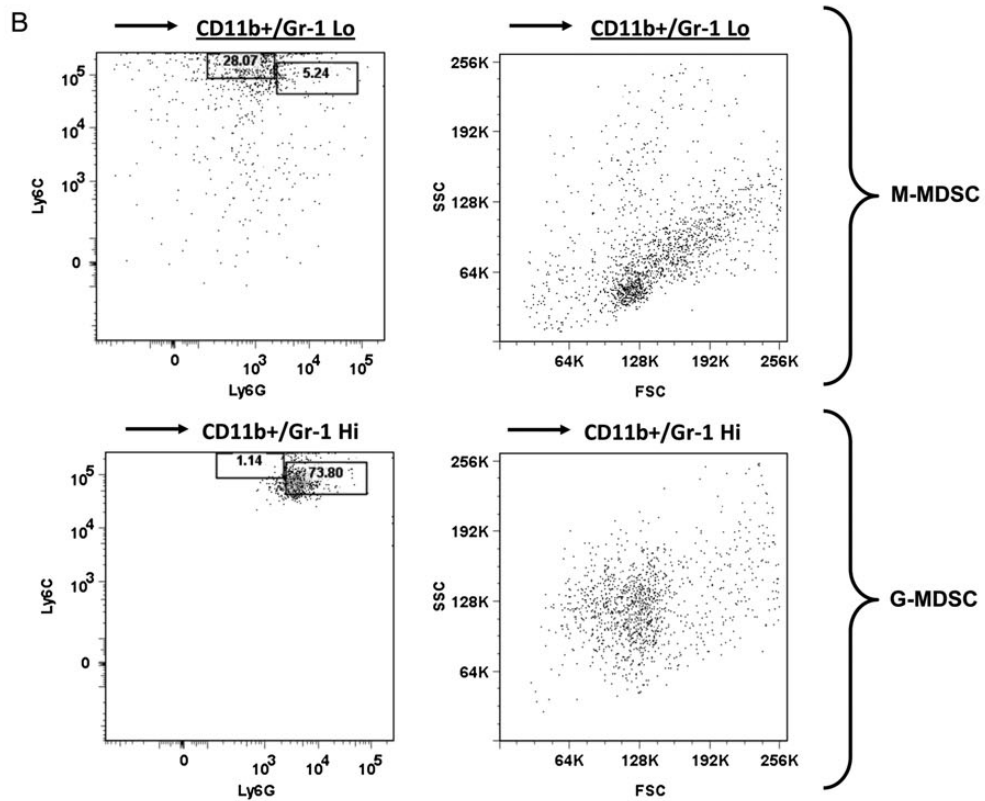 B
CD11b+/Gr-1 Lo
CD11b+/Gr-1 Lo
28.07
5.24
10^5
10^4
10^3
0
Ly6C
0 10^3 10^4 10^5
Ly6G
256K
192K
128K
64K
SSC
64K 128K 192K 256K
FSC
M-MDSC
CD11b+/Gr-1 Hi
CD11b+/Gr-1 Hi
1.14
73.80
10^5
10^4
10^3
0
Ly6C
0 10^3 10^4 10^5
Ly6G
256K
192K
128K
64K
SSC
64K 128K 192K 256K
FSC
G-MDSC